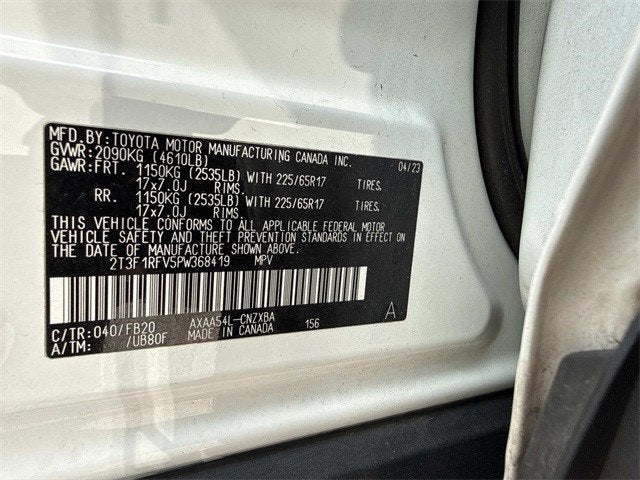 MFD.BY:TOYOTA MOTOR MANUFACTURING CANADA INC.
GVWR:2090KG (4610LB) 04/23
GAWR:FRT. 1150KG (2535LB) WITH 225/65R17 TIRES,
17x7.0J RIMS,
RR. 1150KG (2535LB) WITH 225/65R17 TIRES,
17x7.0J RIMS,
THIS VEHICLE CONFORMS TO ALL APPLICABLE FEDERAL MOTOR
VEHICLE SAFETY AND THEFT PREVENTION STANDARDS IN EFFECT ON
THE DATE OF MANUFACTURE SHOWN ABOVE.
2T3F1RFV5PW368419 MPV
C/TR:040/FB20 AXAA54L-CNZXBA
A/TM: /UB80F MADE IN CANADA 156 A